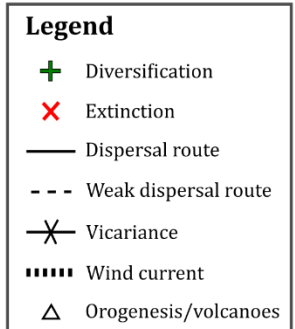 Legend
Diversification
Extinction
Dispersal route
Weak dispersal route
Vicariance
Wind current
Orogenesis/volcanoes